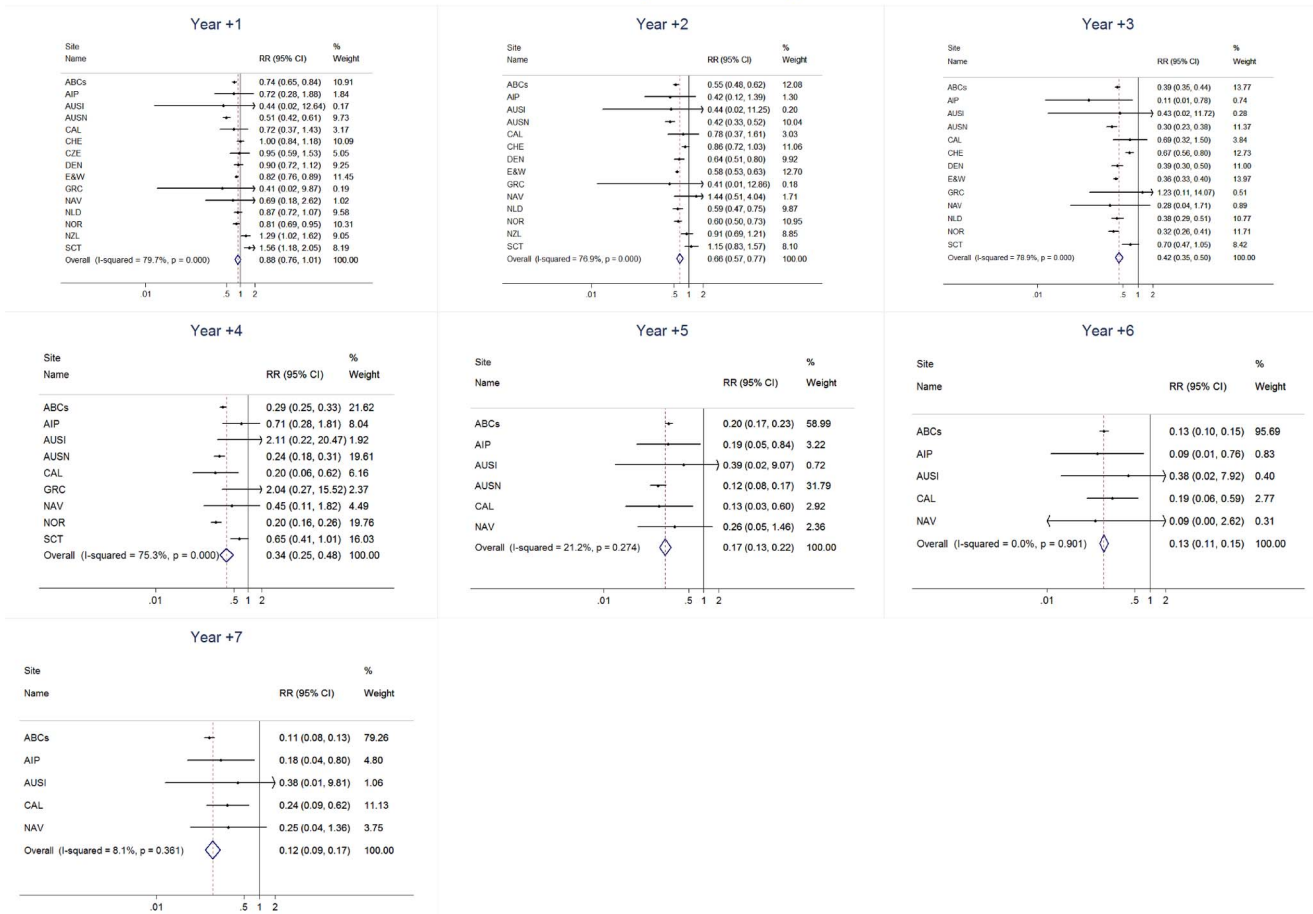 Year +1
Site %
Name RR (95% CI) Weight
ABCs 0.74 (0.65, 0.84) 10.91
AIP 0.72 (0.28, 1.88) 1.84
AUSI 0.44 (0.02, 12.64) 0.17
AUSN 0.51 (0.42, 0.61) 9.73
CAL 0.72 (0.37, 1.43) 3.17
CHE 1.00 (0.84, 1.18) 10.09
CZE 0.95 (0.59, 1.53) 5.05
DEN 0.90 (0.72, 1.12) 9.25
E&W 0.82 (0.76, 0.89) 11.45
GRC 0.41 (0.02, 9.87) 0.19
NAV 0.69 (0.18, 2.62) 1.02
NLD 0.87 (0.72, 1.07) 9.58
NOR 0.81 (0.69, 0.95) 10.31
NZL 1.29 (1.02, 1.62) 9.05
SCT 1.56 (1.18, 2.05) 8.19
Overall (I-squared = 79.7%, p = 0.000) 0.88 (0.76, 1.01) 100.00
.01 .5 1 2
Year +2
Site %
Name RR (95% CI) Weight
ABCs 0.55 (0.48, 0.62) 12.08
AIP 0.42 (0.12, 1.39) 1.30
AUSI 0.44 (0.02, 11.25) 0.20
AUSN 0.42 (0.33, 0.52) 10.04
CAL 0.78 (0.37, 1.61) 3.03
CHE 0.86 (0.72, 1.03) 11.06
DEN 0.64 (0.51, 0.80) 9.92
E&W 0.58 (0.53, 0.63) 12.70
GRC 0.41 (0.01, 12.86) 0.18
NAV 1.44 (0.51, 4.04) 1.71
NLD 0.59 (0.47, 0.75) 9.87
NOR 0.60 (0.50, 0.73) 10.95
NZL 0.91 (0.69, 1.21) 8.85
SCT 1.15 (0.83, 1.57) 8.10
Overall (I-squared = 76.9%, p = 0.000) 0.66 (0.57, 0.77) 100.00
.01 .5 1 2
Year +3
Site %
Name RR (95% CI) Weight
ABCs 0.39 (0.35, 0.44) 13.77
AIP 0.11 (0.01, 0.78) 0.74
AUSI 0.43 (0.02, 11.72) 0.28
AUSN 0.30 (0.23, 0.38) 11.37
CAL 0.69 (0.32, 1.50) 3.84
CHE 0.67 (0.56, 0.80) 12.73
DEN 0.39 (0.30, 0.50) 11.00
E&W 0.36 (0.33, 0.40) 13.97
GRC 1.23 (0.11, 14.07) 0.51
NAV 0.28 (0.04, 1.71) 0.89
NLD 0.38 (0.29, 0.51) 10.77
NOR 0.32 (0.26, 0.41) 11.71
SCT 0.70 (0.47, 1.05) 8.42
Overall (I-squared = 78.9%, p = 0.000) 0.42 (0.35, 0.50) 100.00
.01 .5 1 2
Year +4
Site %
Name RR (95% CI) Weight
ABCs 0.29 (0.25, 0.33) 21.62
AIP 0.71 (0.28, 1.81) 8.04
AUSI 2.11 (0.22, 20.47) 1.92
AUSN 0.24 (0.18, 0.31) 19.61
CAL 0.20 (0.06, 0.62) 6.16
GRC 2.04 (0.27, 15.52) 2.37
NAV 0.45 (0.11, 1.82) 4.49
NOR 0.20 (0.16, 0.26) 19.76
SCT 0.65 (0.41, 1.01) 16.03
Overall (I-squared = 75.3%, p = 0.000) 0.34 (0.25, 0.48) 100.00
.01 .5 1 2
Year +5
Site %
Name RR (95% CI) Weight
ABCs 0.20 (0.17, 0.23) 58.99
AIP 0.19 (0.05, 0.84) 3.22
AUSI 0.39 (0.02, 9.07) 0.72
AUSN 0.12 (0.08, 0.17) 31.79
CAL 0.13 (0.03, 0.60) 2.92
NAV 0.26 (0.05, 1.46) 2.36
Overall (I-squared = 21.2%, p = 0.274) 0.17 (0.13, 0.22) 100.00
.01 .5 1 2
Year +6
Site %
Name RR (95% CI) Weight
ABCs 0.13 (0.10, 0.15) 95.69
AIP 0.09 (0.01, 0.76) 0.83
AUSI 0.38 (0.02, 7.92) 0.40
CAL 0.19 (0.06, 0.59) 2.77
NAV 0.09 (0.00, 2.62) 0.31
Overall (I-squared = 0.0%, p = 0.901) 0.13 (0.11, 0.15) 100.00
.01 .5 1 2
Year +7
Site %
Name RR (95% CI) Weight
ABCs 0.11 (0.08, 0.13) 79.26
AIP 0.18 (0.04, 0.80) 4.80
AUSI 0.38 (0.01, 9.81) 1.06
CAL 0.24 (0.09, 0.62) 11.13
NAV 0.25 (0.04, 1.36) 3.75
Overall (I-squared = 8.1%, p = 0.361) 0.12 (0.09, 0.17) 100.00
.01 .5 1 2